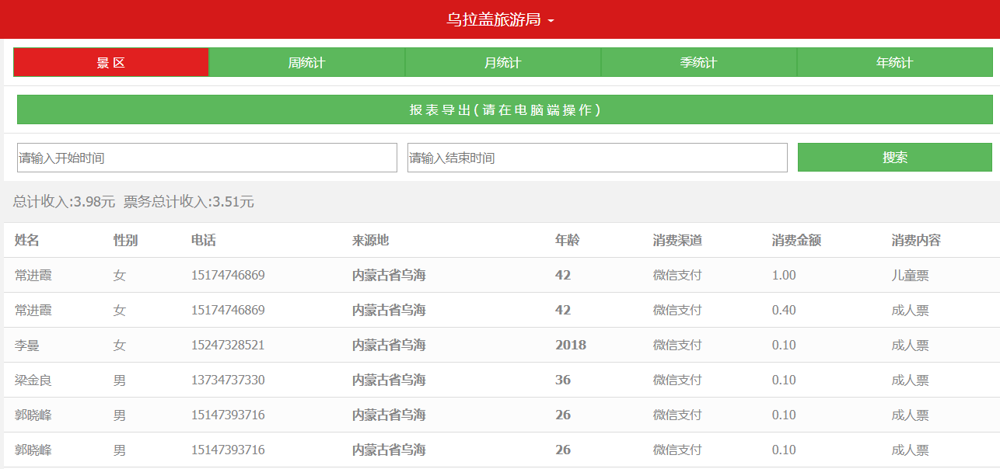 乌拉盖旅游局
景 区 周统计 月统计 季统计 年统计
报 表 导 出 ( 请 在 电 脑 端 操 作 )
请输入开始时间 请输入结束时间 搜索
总计收入:3.98元 票务总计收入:3.51元
姓名 性别 电话 来源地 年龄 消费渠道 消费金额 消费内容
常进霞 女 15174746869 内蒙古省乌海 42 微信支付 1.00 儿童票
常进霞 女 15174746869 内蒙古省乌海 42 微信支付 0.40 成人票
李曼 女 15247328521 内蒙古省乌海 2018 微信支付 0.10 成人票
梁金良 男 13734737330 内蒙古省乌海 36 微信支付 0.10 成人票
郭晓峰 男 15147393716 内蒙古省乌海 26 微信支付 0.10 成人票
郭晓峰 男 15147393716 内蒙古省乌海 26 微信支付 0.10 成人票